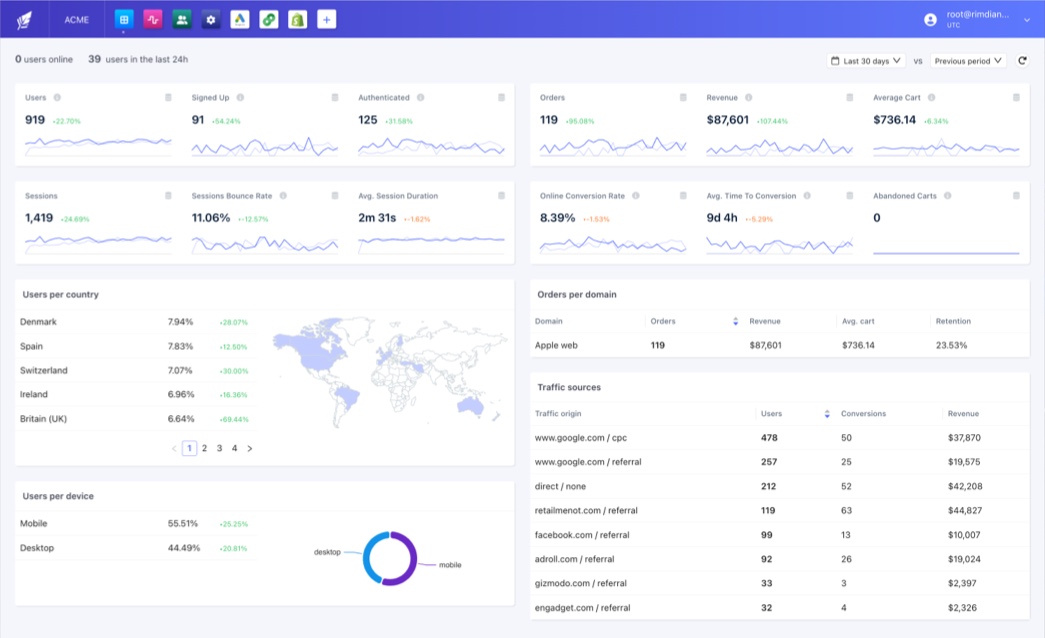 ACME
root@rimdian...
UTC
0 users online 39 users in the last 24h
Last 30 days vs Previous period
Users
919 +22.70%
Signed Up
91 +54.24%
Authenticated
125 +31.58%
Orders
119 +95.08%
Revenue
$87,601 +107.44%
Average Cart
$736.14 +6.34%
Sessions
1,419 +24.69%
Sessions Bounce Rate
11.06% +-12.57%
Avg. Session Duration
2m 31s +-1.62%
Online Conversion Rate
8.39% +-1.53%
Avg. Time To Conversion
9d 4h +-5.29%
Abandoned Carts
0
Users per country
Denmark 7.94% +28.07%
Spain 7.83% +12.50%
Switzerland 7.07% +30.00%
Ireland 6.96% +16.36%
Britain (UK) 6.64% +69.44%
< 1 2 3 4 >
Users per device
Mobile 55.51% +25.25%
Desktop 44.49% +20.81%
desktop
mobile
Orders per domain
Domain Orders Revenue Avg. cart Retention
Apple web 119 $87,601 $736.14 23.53%
Traffic sources
Traffic origin Users Conversions Revenue
www.google.com / cpc 478 50 $37,870
www.google.com / referral 257 25 $19,575
direct / none 212 52 $42,208
retailmenot.com / referral 119 63 $44,827
facebook.com / referral 99 13 $10,007
adroll.com / referral 92 26 $19,024
gizmodo.com / referral 33 3 $2,397
engadget.com / referral 32 4 $2,326